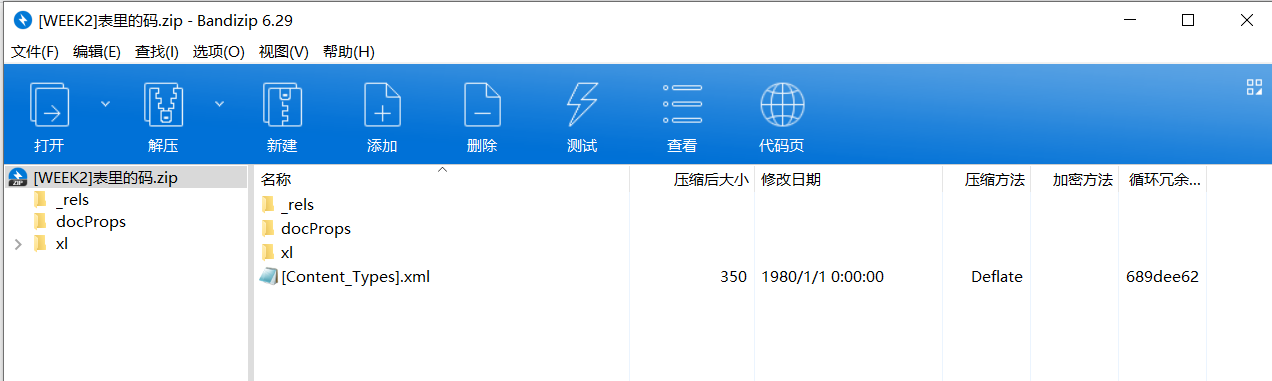 [WEEK2]表里的码.zip - Bandizip 6.29
文件(F) 编辑(E) 查找(I) 选项(O) 视图(V) 帮助(H)
打开 解压 新建 添加 删除 测试 查看 代码页
[WEEK2]表里的码.zip
_rels
docProps
xl
名称 压缩后大小 修改日期 压缩方法 加密方法 循环冗余...
_rels
docProps
xl
[Content_Types].xml 350 1980/1/1 0:00:00 Deflate 689dee62